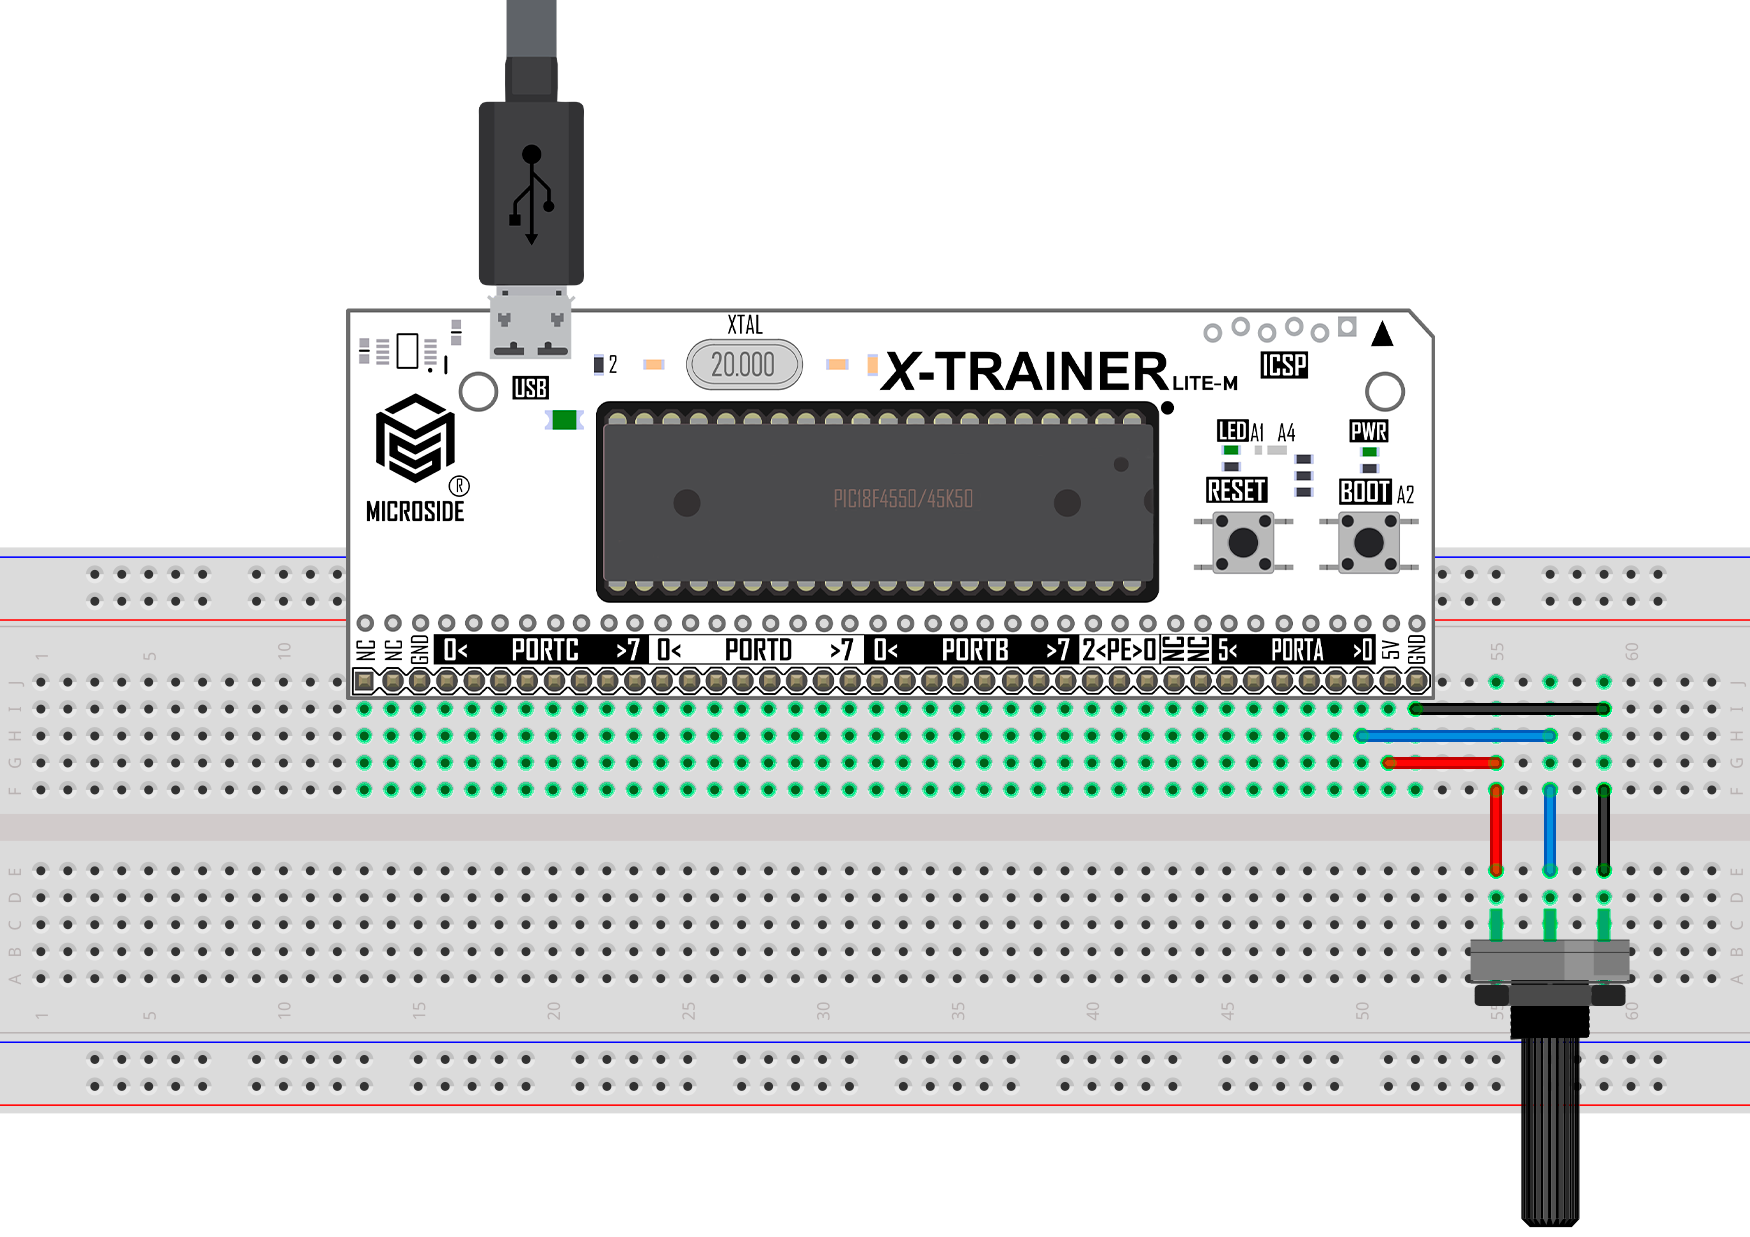 XTAL
20.000
2
USB
X-TRAINER LITE-M
ICSP
MICROSIDE
®
PIC18F4550/45K50
LED A1 A4
PWR
RESET
BOOT A2
NC NC GND 0< PORTC >7 0< PORTD >7 0< PORTB >7 2<PE>0 NC NC 5< PORTA >0 5V GND
1 5 10 55 60
J J
I I
H H
G G
F F
E E
D D
C C
B B
A A
1 5 10 15 20 25 30 35 40 45 50 55 60